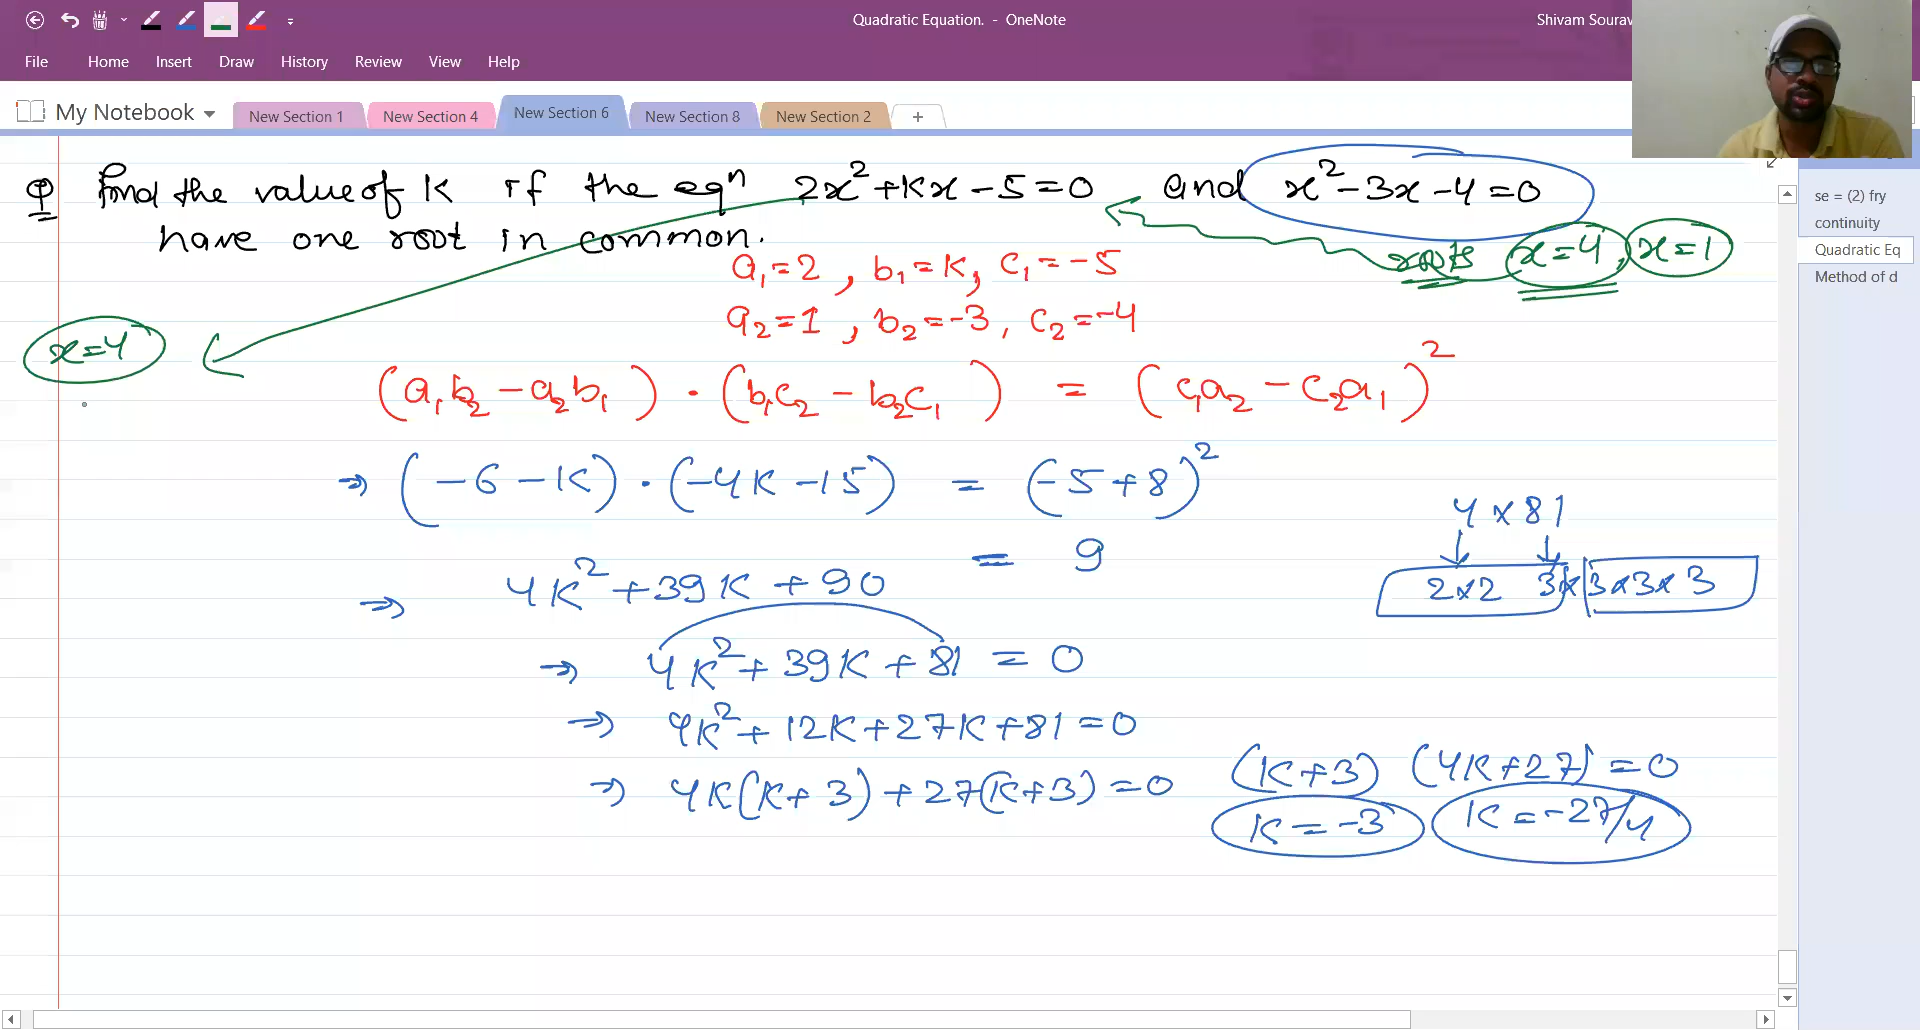 Quadratic Equation. - OneNote
Shivam Sourav
File Home Insert Draw History Review View Help
My Notebook New Section 1 New Section 4 New Section 6 New Section 8 New Section 2 +
se = (2) fry
continuity
Quadratic Eq
Method of d
Q Find the value of K if the eqⁿ 2x² + Kx - 5 = 0 and x² - 3x - 4 = 0
have one root in common.
roots x = 4, x = 1
a₁ = 2, b₁ = K, c₁ = -5
a₂ = 1, b₂ = -3, c₂ = -4
x = 4
(a₁b₂ - a₂b₁) · (b₁c₂ - b₂c₁) = (c₁a₂ - c₂a₁)²
⇒ (-6 - K) · (-4K - 15) = (-5 + 8)²
⇒ 4K² + 39K + 90 = 9
4 × 81
2×2 3×3×3×3
⇒ 4K² + 39K + 81 = 0
⇒ 4K² + 12K + 27K + 81 = 0
⇒ 4K(K + 3) + 27(K + 3) = 0
(K + 3) (4K + 27) = 0
K = -3 K = -27/4